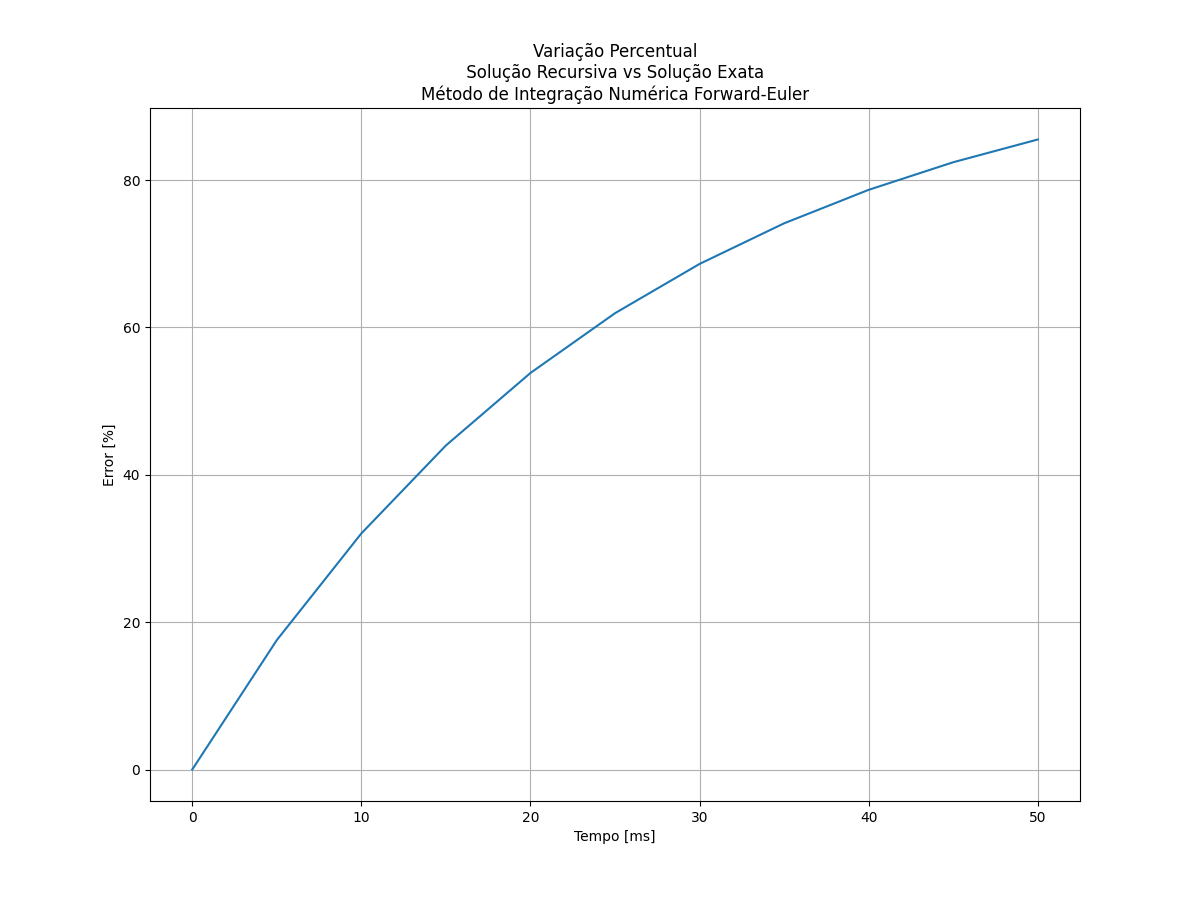 Variação Percentual
Solução Recursiva vs Solução Exata
Método de Integração Numérica Forward-Euler
80
60
40
20
0
Error [%]
0 10 20 30 40 50
Tempo [ms]